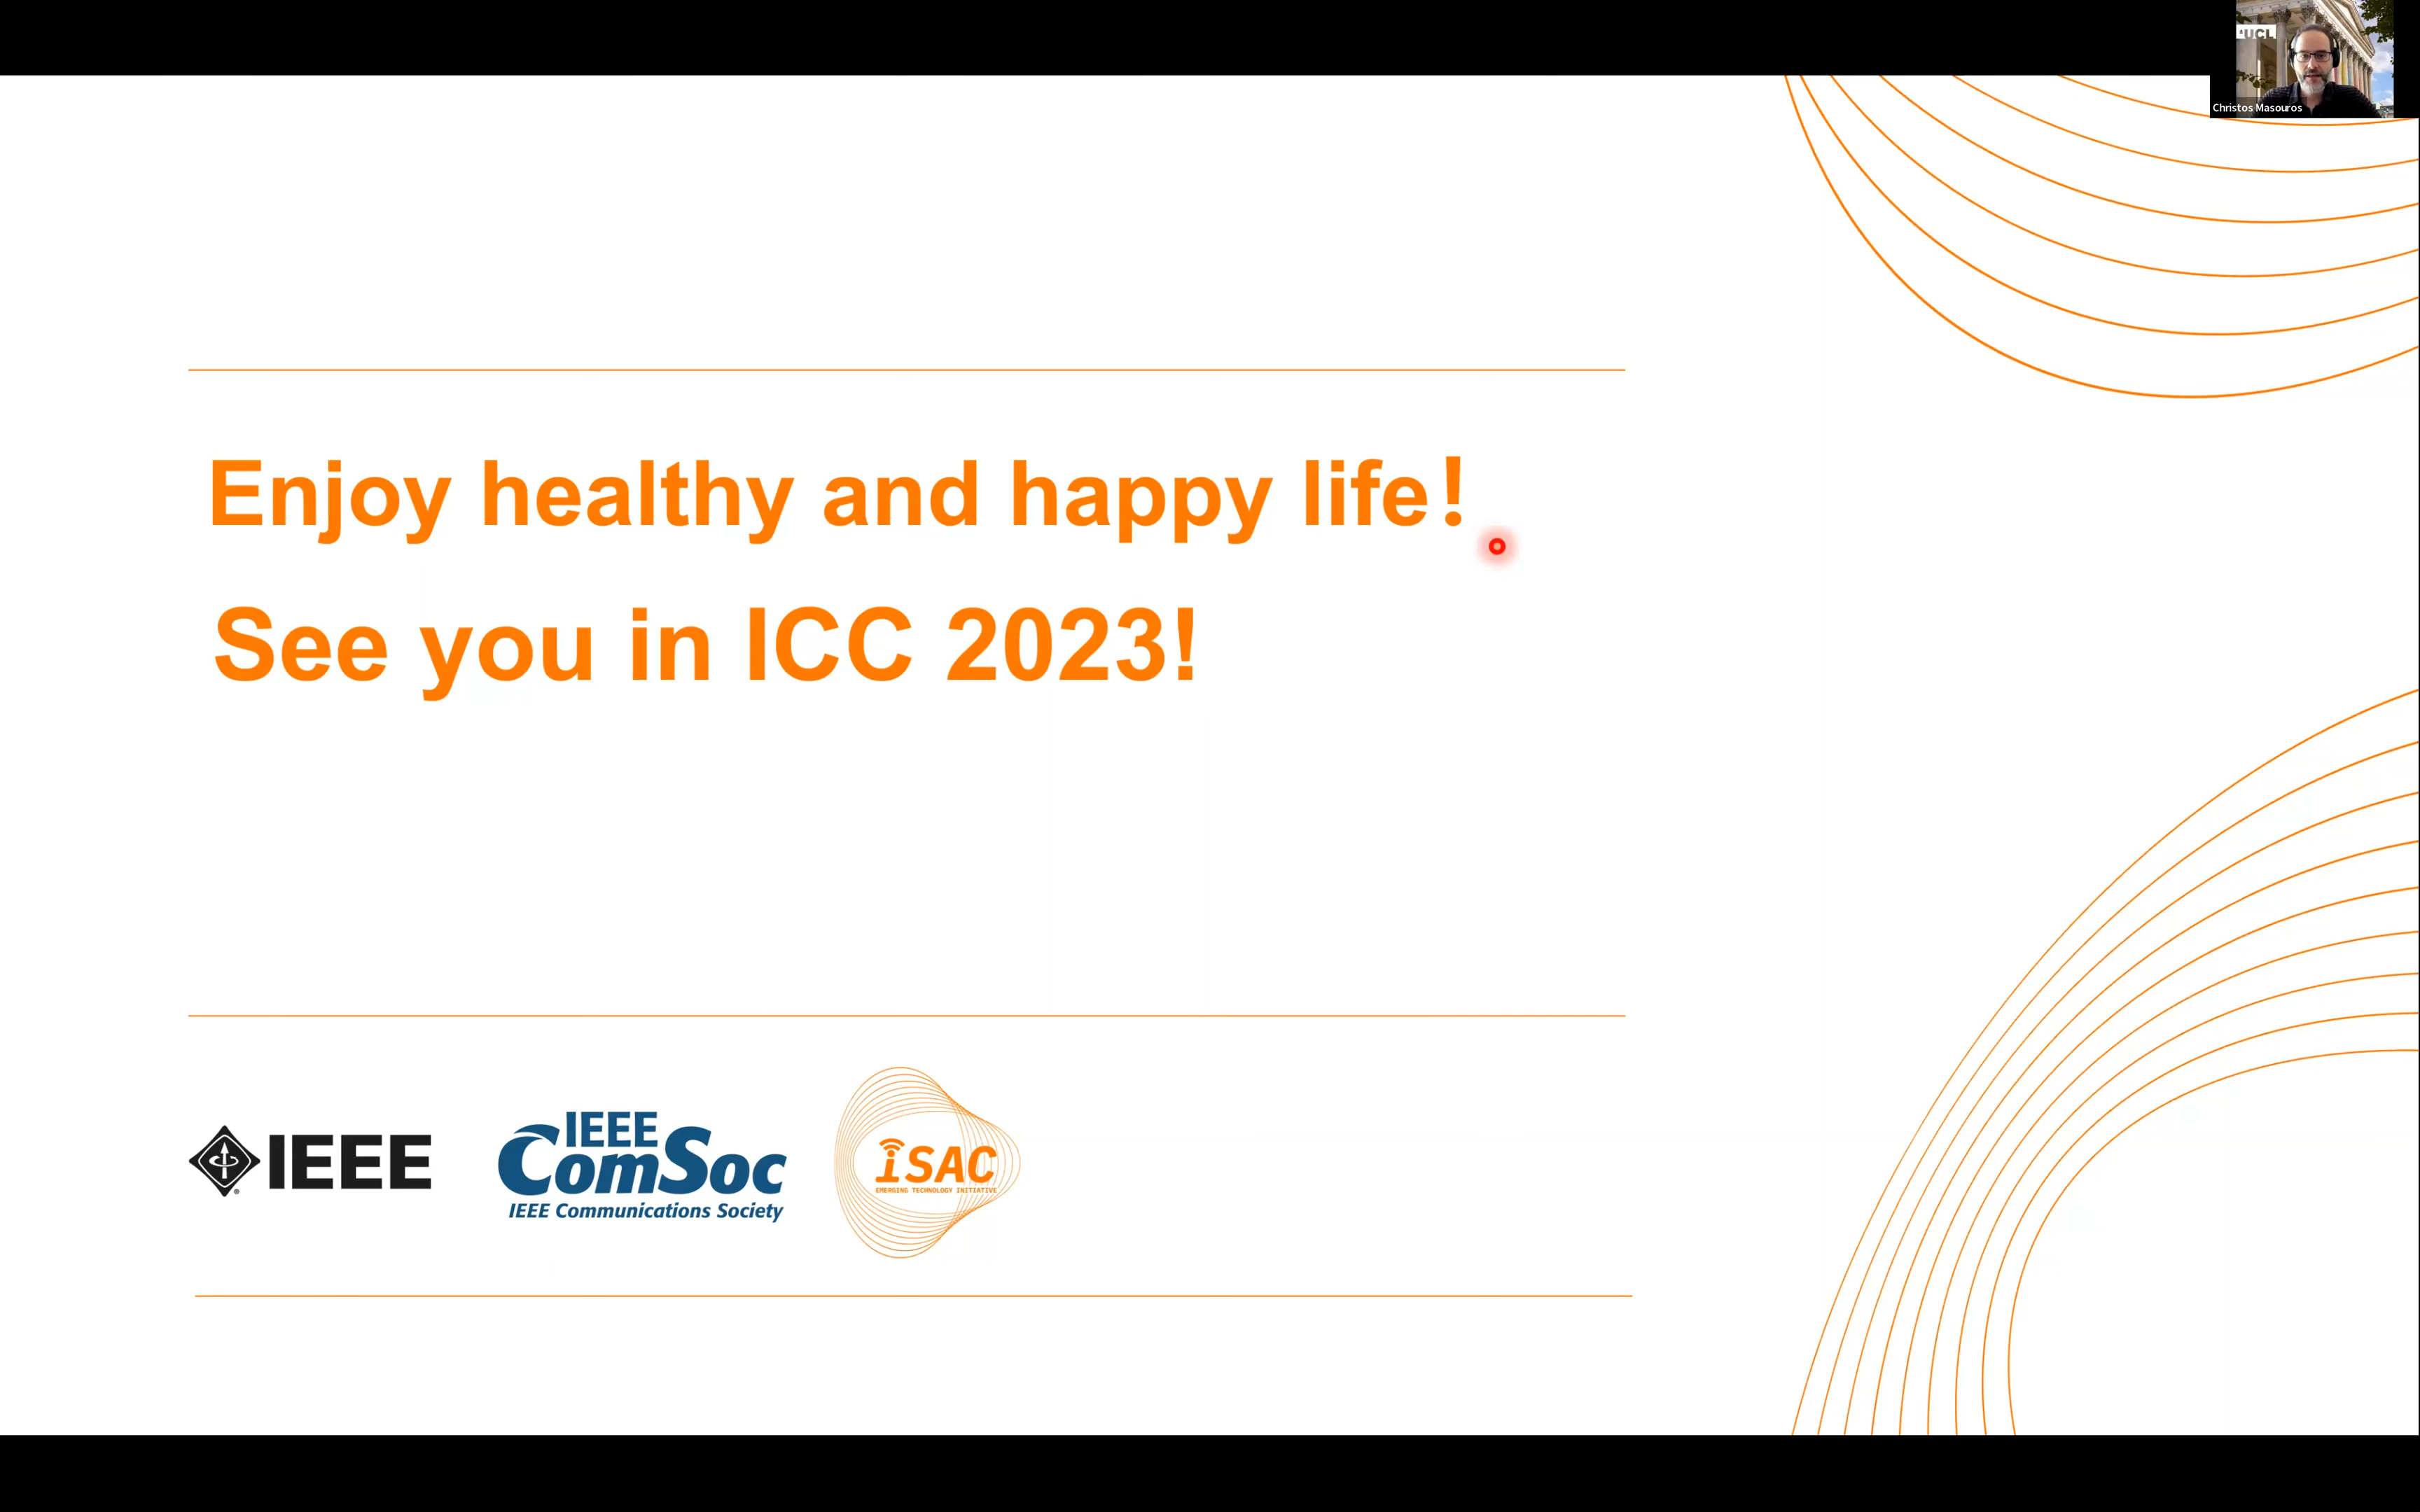 UCL
Christos Masouros
Enjoy healthy and happy life!
See you in ICC 2023!
IEEE
IEEE
ComSoc
IEEE Communications Society
iSAC
EMERGING TECHNOLOGY INITIATIVE